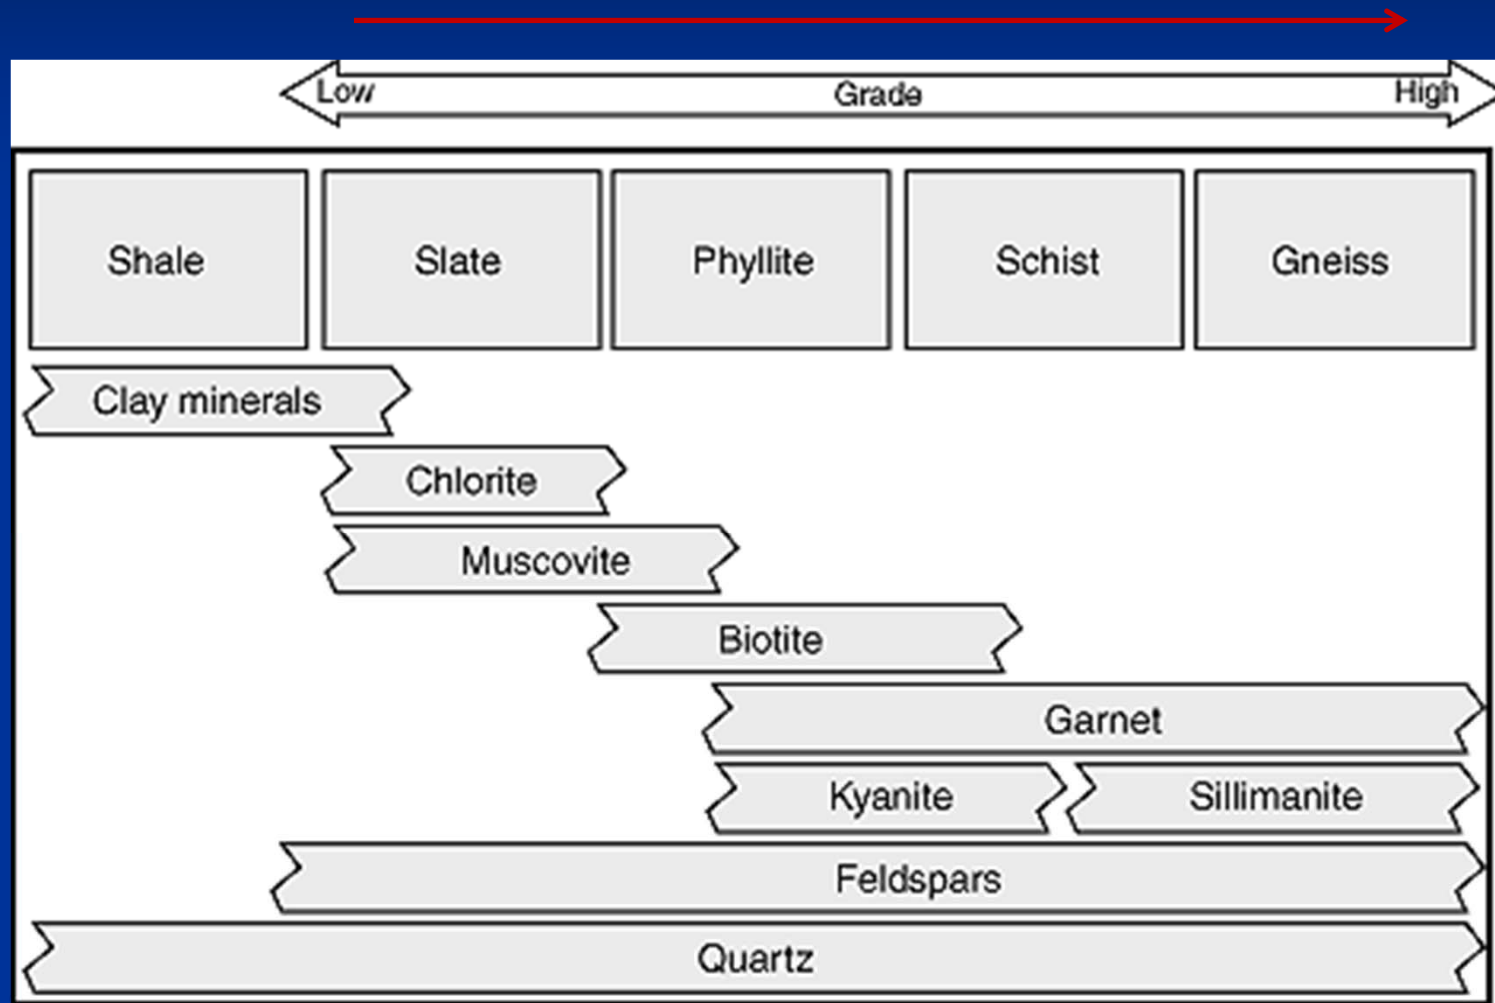 Low Grade High
Shale Slate Phyllite Schist Gneiss
Clay minerals
Chlorite
Muscovite
Biotite
Garnet
Kyanite Sillimanite
Feldspars
Quartz